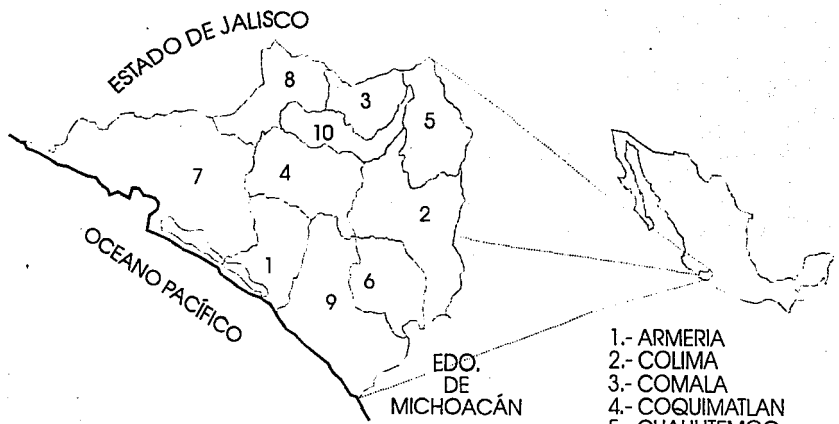 ESTADO DE JALISCO
8
3
10
5
7
4
2
OCEANO PACÍFICO
1
9
6
EDO.
DE
MICHOACÁN
1.- ARMERIA
2.- COLIMA
3.- COMALA
4.- COQUIMATLAN